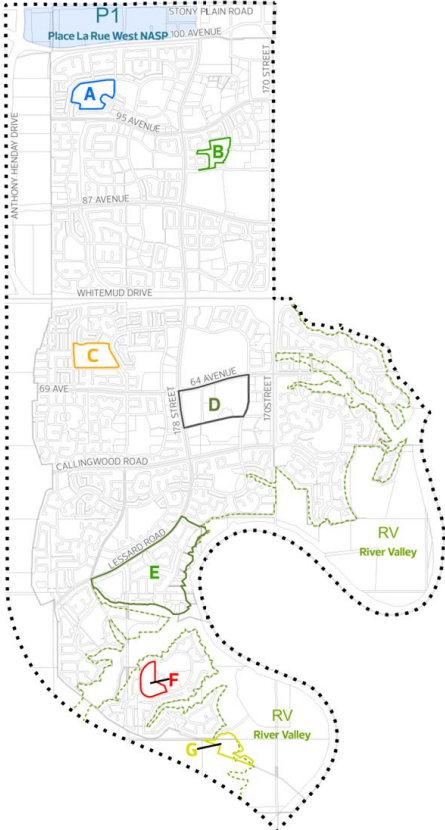 P1
STONY PLAIN ROAD
Place La Rue West NASP
100 AVENUE
170 STREET
A
95 AVENUE
B
ANTHONY HENDAY DRIVE
87 AVENUE
WHITEMUD DRIVE
C
64 AVENUE
69 AVE
178 STREET
D
170STREET
CALLINGWOOD ROAD
RV
River Valley
LESSARD ROAD
E
F
RV
River Valley
G